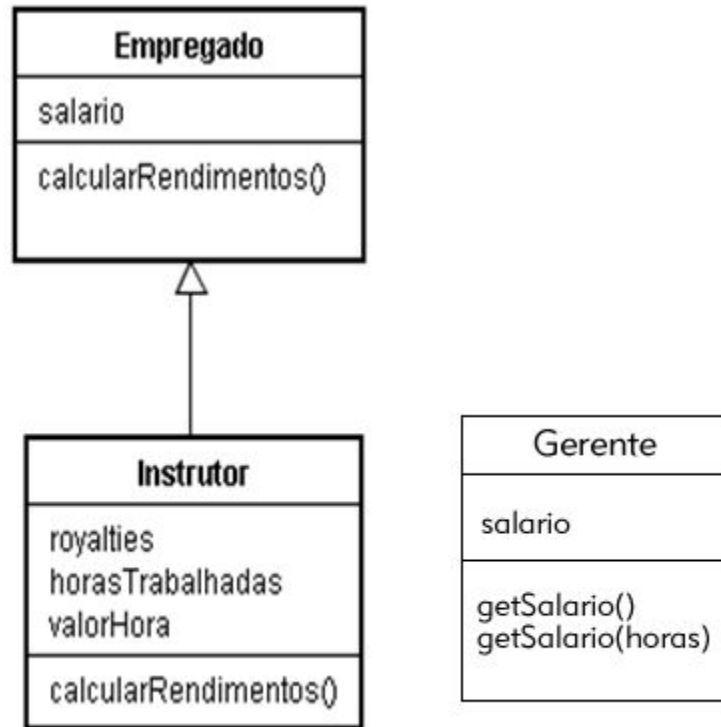 Empregado
salario
calcularRendimentos()
Instrutor
royalties
horasTrabalhadas
valorHora
calcularRendimentos()
Gerente
salario
getSalario()
getSalario(horas)